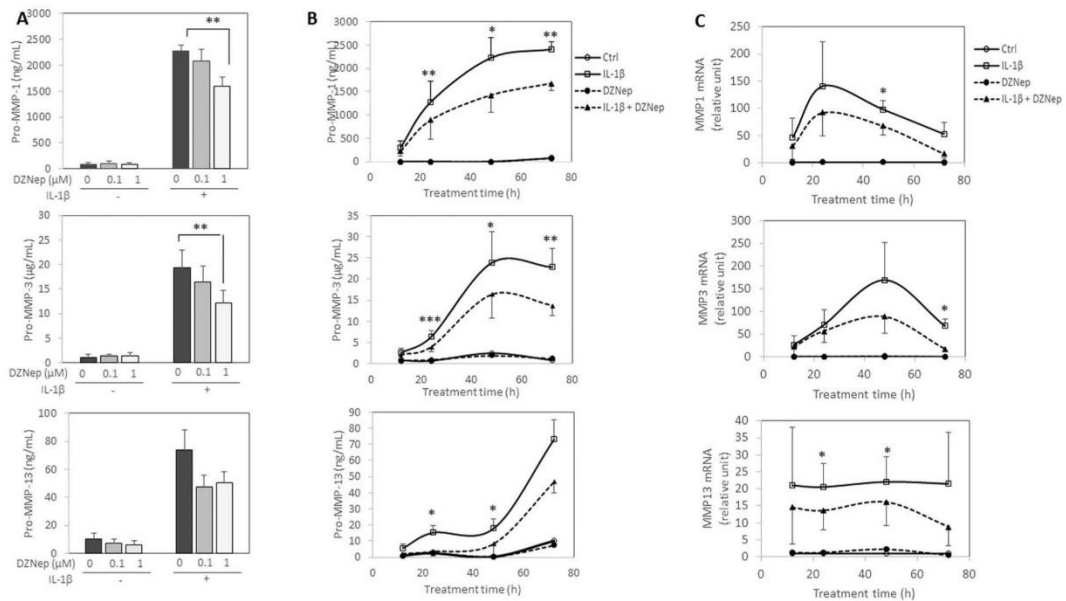 A
**
Pro-MMP-1 (ng/mL)
3000
2500
2000
1500
1000
500
0
DZNep (μM) 0 0.1 1 0 0.1 1
IL-1β - +
**
Pro-MMP-3 (μg/mL)
30
25
20
15
10
5
0
DZNep (μM) 0 0.1 1 0 0.1 1
IL-1β - +
Pro-MMP-13 (ng/mL)
100
80
60
40
20
0
DZNep (μM) 0 0.1 1 0 0.1 1
IL-1β - +
B
Pro-MMP-1 (ng/mL)
3000
2500
2000
1500
1000
500
0
** * **
0 20 40 60 80
Treatment time (h)
Ctrl
IL-1β
DZNep
IL-1β + DZNep
Pro-MMP-3 (μg/mL)
35
30
25
20
15
10
5
0
*** * **
0 20 40 60 80
Treatment time (h)
Pro-MMP-13 (ng/mL)
90
80
70
60
50
40
30
20
10
0
* *
0 20 40 60 80
Treatment time (h)
C
MMP1 mRNA
(relative unit)
250
200
150
100
50
0
*
0 20 40 60 80
Treatment time (h)
MMP3 mRNA
(relative unit)
300
250
200
150
100
50
0
*
0 20 40 60 80
Treatment time (h)
MMP13 mRNA
(relative unit)
40
35
30
25
20
15
10
5
0
* *
0 20 40 60 80
Treatment time (h)